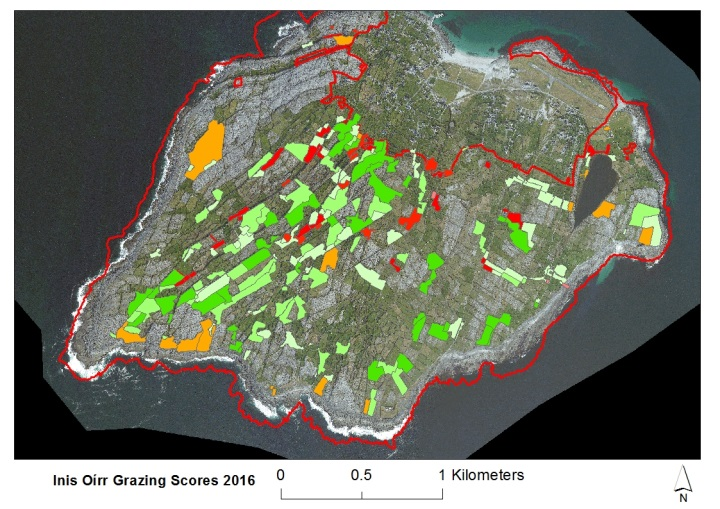 Inis Oírr Grazing Scores 2016
0 0.5 1 Kilometers
N